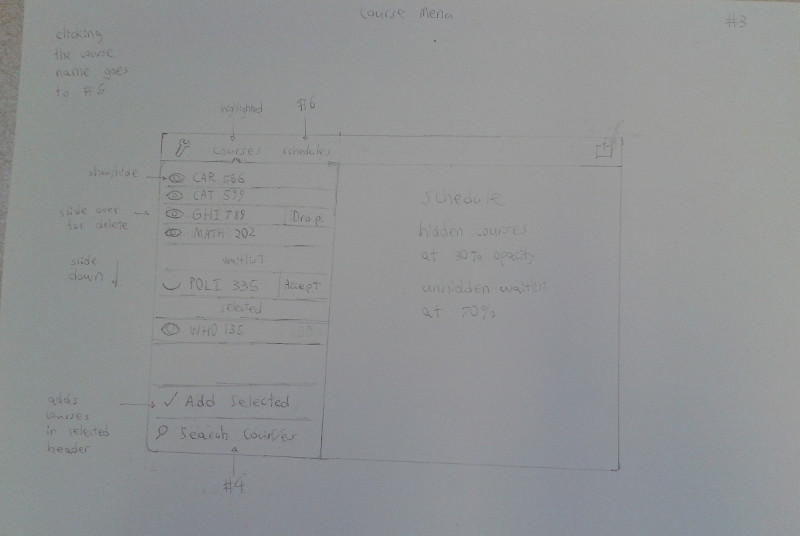 Course Menu
#3
clicking
the course
name goes
to #5
highlighted
#6
courses
schedules
show/hide
CAR 566
CAT 599
slide over
for delete
GHI 789
Drop
MATH 202
waitlist
slide
down
POLI 335
Accept
selected
WHO 135
schedule
hidden courses
at 30% opacity
unhidden waitlist
at 70%
adds
courses
in selected
header
Add Selected
Search Courses
#4